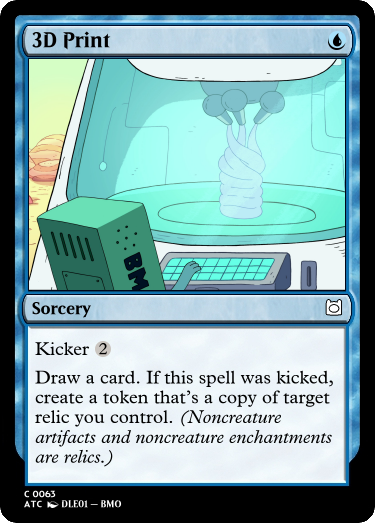 3D Print
BM
Sorcery
Kicker 2
Draw a card. If this spell was kicked,
create a token that's a copy of target
relic you control. (Noncreature
artifacts and noncreature enchantments
are relics.)
C 0063
ATC DLE01 — BMO